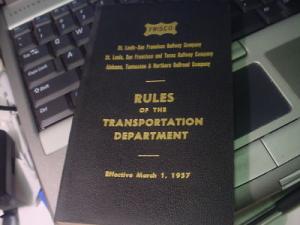 FRISCO
St. Louis-San Francisco Railway Company
St. Louis, San Francisco and Texas Railway Company
Alabama, Tennessee & Northern Railroad Company
RULES
OF THE
TRANSPORTATION
DEPARTMENT
Effective March 1, 1957